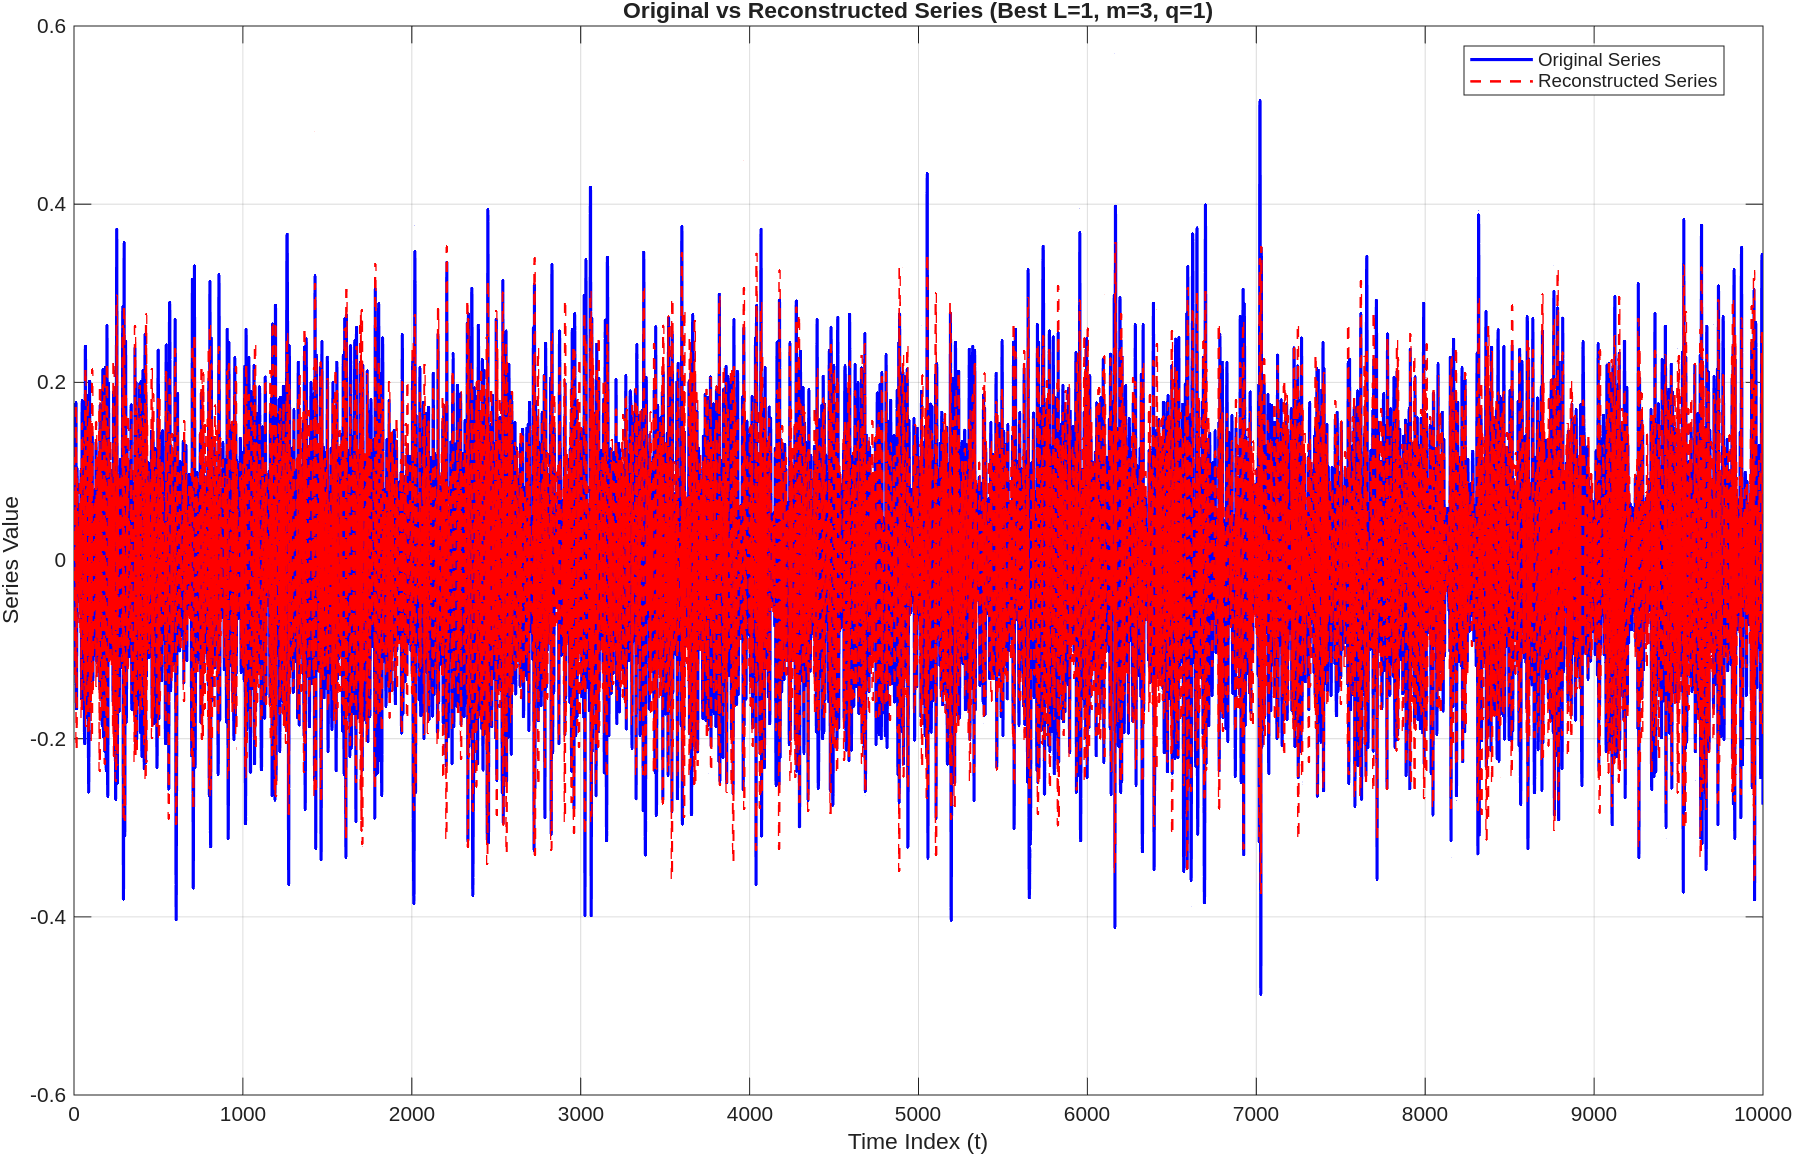 Original vs Reconstructed Series (Best L=1, m=3, q=1)
Original Series
Reconstructed Series
Series Value
0.6
0.4
0.2
0
-0.2
-0.4
-0.6
0 1000 2000 3000 4000 5000 6000 7000 8000 9000 10000
Time Index (t)